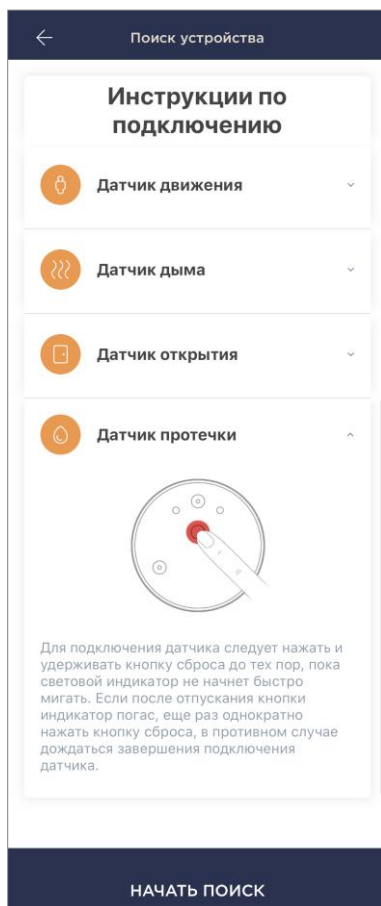 Поиск устройства
Инструкции по
подключению
Датчик движения
Датчик дыма
Датчик открытия
Датчик протечки
Для подключения датчика следует нажать и
удерживать кнопку сброса до тех пор, пока
световой индикатор не начнет быстро
мигать. Если после отпускания кнопки
индикатор погас, еще раз однократно
нажать кнопку сброса, в противном случае
дождаться завершения подключения
датчика.
НАЧАТЬ ПОИСК